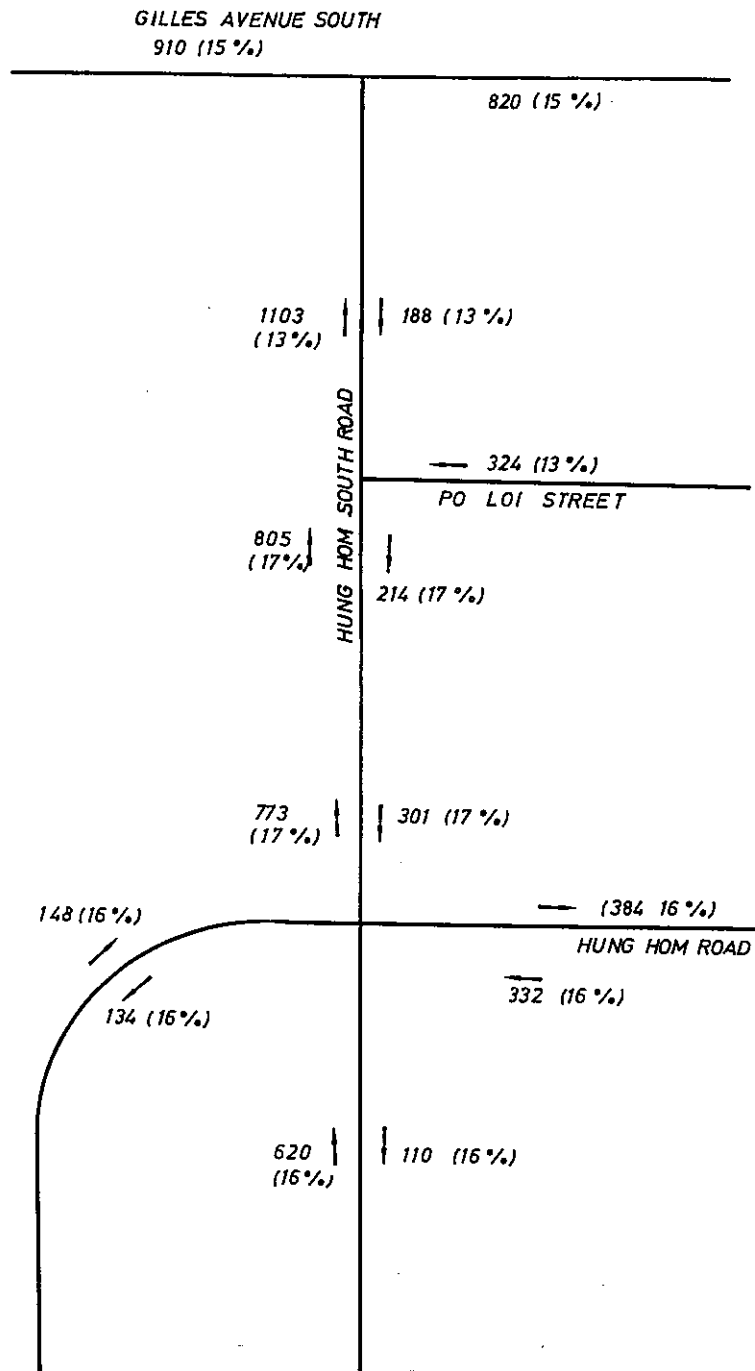 GILLES AVENUE SOUTH
910 (15 %)
820 (15 %)
1103
(13 %)
188 (13 %)
HUNG HOM SOUTH ROAD
324 (13 %)
PO LOI STREET
805
(17 %)
214 (17 %)
773
(17 %)
301 (17 %)
148 (16 %)
(384 16 %)
HUNG HOM ROAD
134 (16 %)
332 (16 %)
620
(16 %)
110 (16 %)